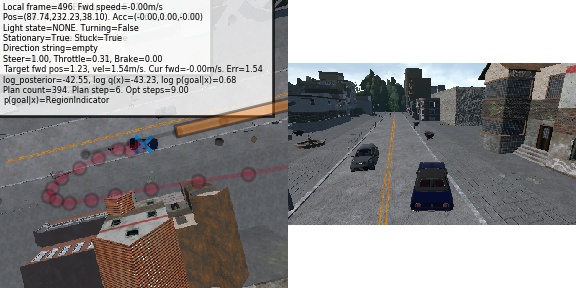 Local frame=496. Fwd speed=-0.00m/s
Pos=(87.74,232.23,38.10). Acc=(-0.00,0.00,-0.00)
Light state=NONE. Turning=False
Stationary=True. Stuck=True
Direction string=empty
Steer=1.00, Throttle=0.31, Brake=0.00
Target fwd pos=1.23, vel=1.54m/s. Cur fwd=-0.00m/s. Err=1.54
log_posterior=-42.55, log q(x)=-43.23, log p(goal|x)=0.68
Plan count=394. Plan step=6. Opt steps=9.00
p(goal|x)=RegionIndicator